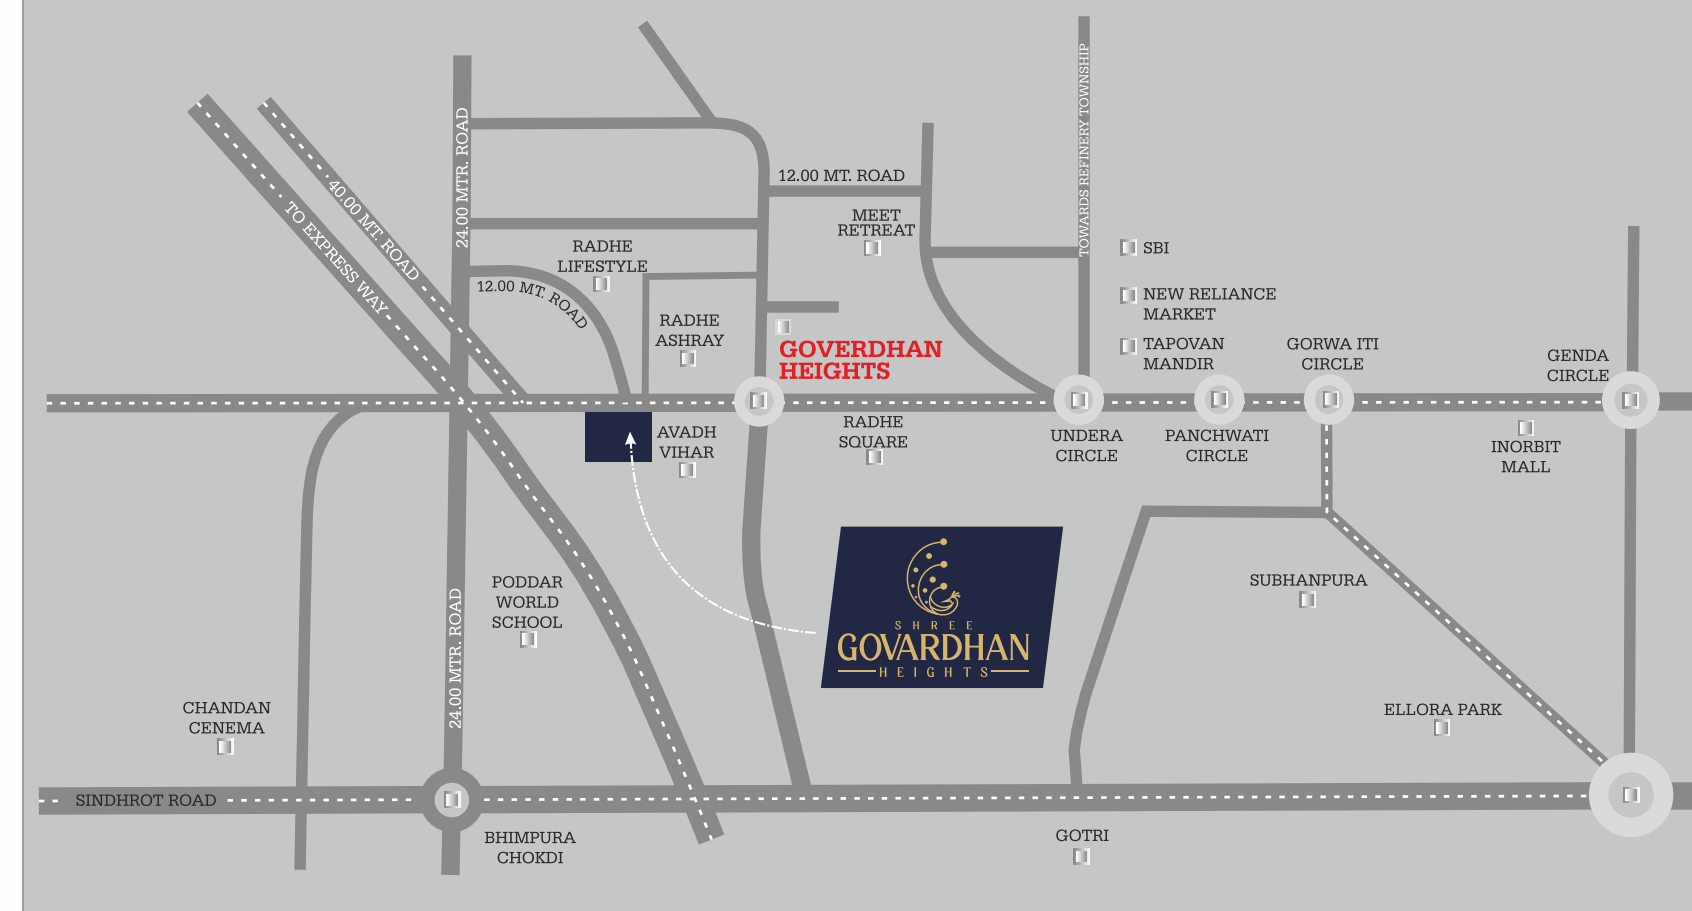 TOWARDS REFINERY TOWNSHIP
24.00 MTR. ROAD
40.00 MT. ROAD
TO EXPRESS WAY
12.00 MT. ROAD
MEET
RETREAT
RADHE
LIFESTYLE
12.00 MT. ROAD
RADHE
ASHRAY
SBI
NEW RELIANCE
MARKET
TAPOVAN
MANDIR
GOVERDHAN
HEIGHTS
GORWA ITI
CIRCLE
GENDA
CIRCLE
AVADH
VIHAR
RADHE
SQUARE
UNDERA
CIRCLE
PANCHWATI
CIRCLE
INORBIT
MALL
PODDAR
WORLD
SCHOOL
SHREE
GOVARDHAN
HEIGHTS
SUBHANPURA
24.00 MTR. ROAD
CHANDAN
CENEMA
ELLORA PARK
SINDHROT ROAD
BHIMPURA
CHOKDI
GOTRI